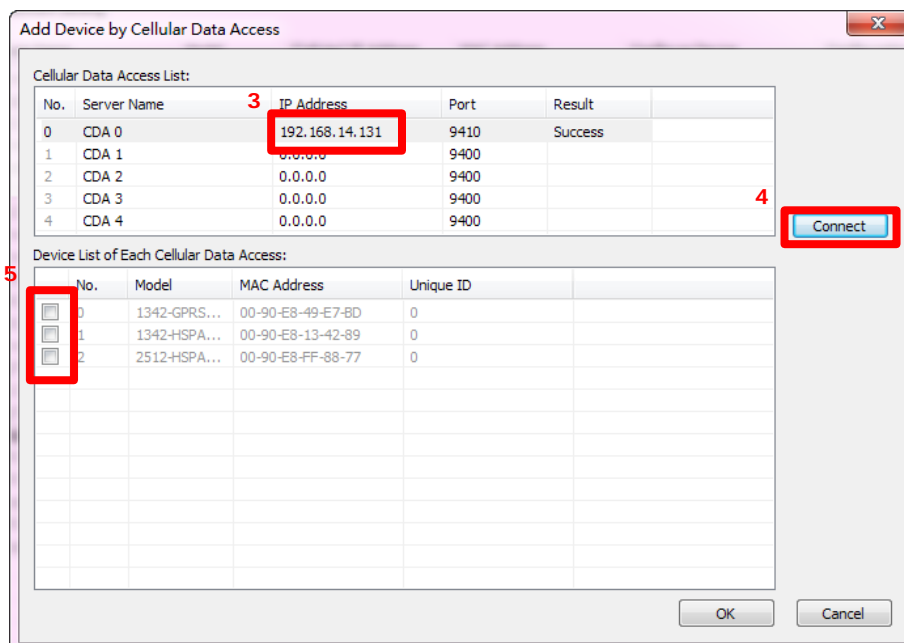 Add Device by Cellular Data Access
Cellular Data Access List:
No. Server Name 3 IP Address Port Result
0 CDA 0 192.168.14.131 9410 Success
1 CDA 1 0.0.0.0 9400
2 CDA 2 0.0.0.0 9400
3 CDA 3 0.0.0.0 9400
4 CDA 4 0.0.0.0 9400
4
Connect
Device List of Each Cellular Data Access:
5
No. Model MAC Address Unique ID
0 1342-GPRS... 00-90-E8-49-E7-BD 0
1 1342-HSPA... 00-90-E8-13-42-89 0
2 2512-HSPA... 00-90-E8-FF-88-77 0
OK Cancel